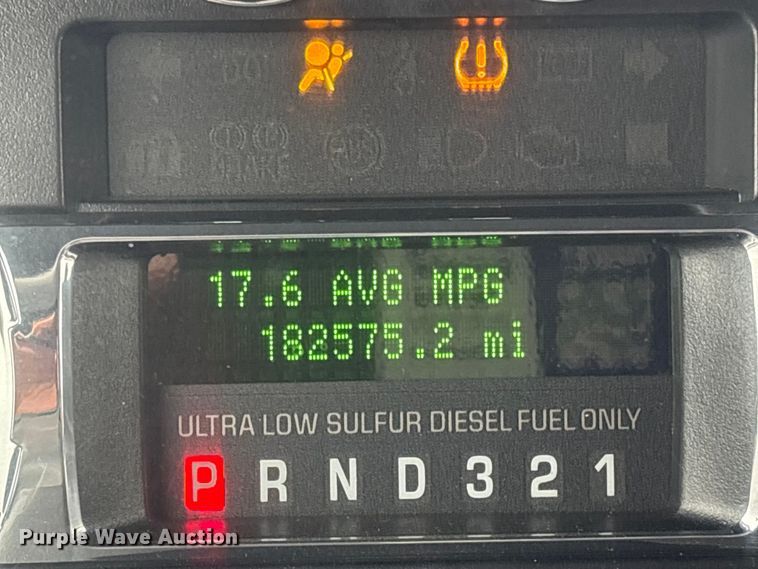 17.6 AVG MPG
182575.2 mi
ULTRA LOW SULFUR DIESEL FUEL ONLY
P R N D 3 2 1
Purple Wave Auction